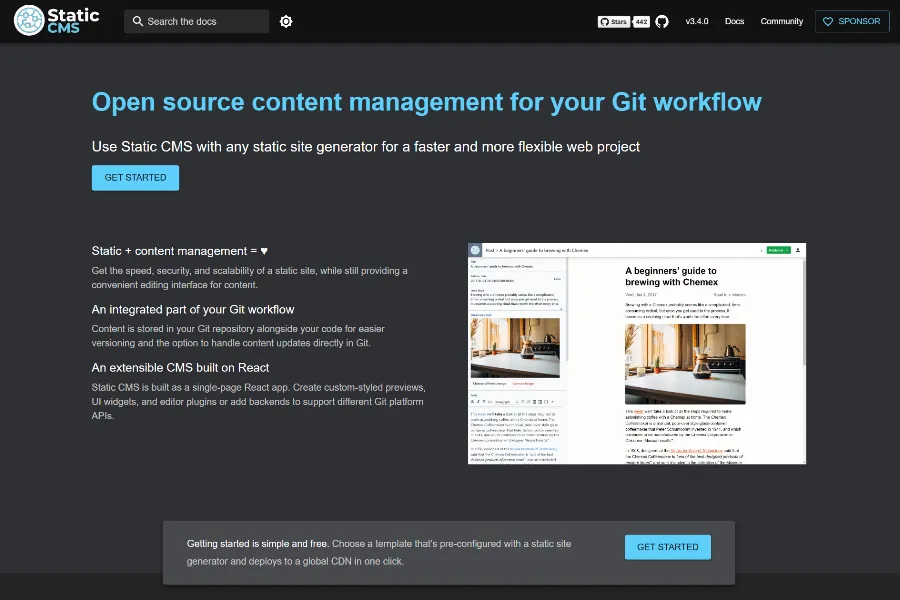 Static
CMS
Search the docs
Stars
442
v3.4.0
Docs
Community
SPONSOR
Open source content management for your Git workflow
Use Static CMS with any static site generator for a faster and more flexible web project
GET STARTED
Static + content management = ♥
Get the speed, security, and scalability of a static site, while still providing a
convenient editing interface for content.
An integrated part of your Git workflow
Content is stored in your Git repository alongside your code for easier
versioning and the option to handle content updates directly in Git.
An extensible CMS built on React
Static CMS is built as a single-page React app. Create custom-styled previews,
UI widgets, and editor plugins or add backends to support different Git platform
APIs.
Post > A beginners' guide to brewing with Chemex
A beginners' guide to
brewing with Chemex
Getting started is simple and free. Choose a template that's pre-configured with a static site
generator and deploys to a global CDN in one click.
GET STARTED